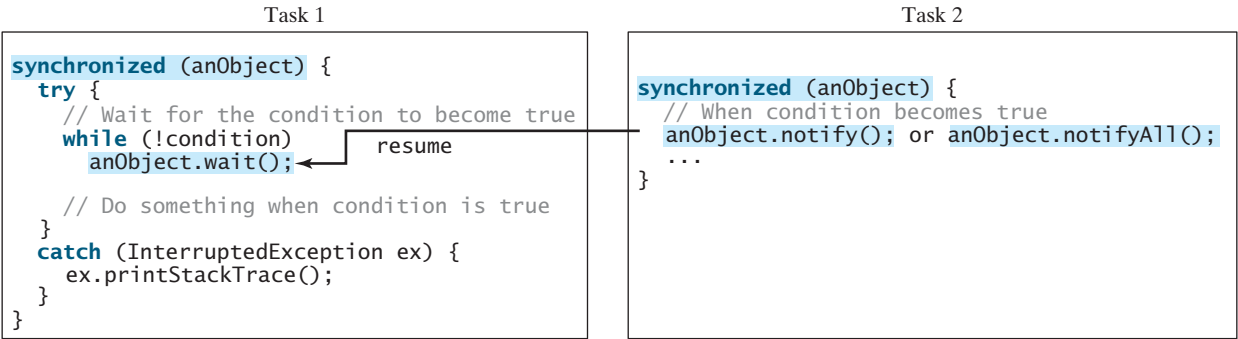 Task 1
synchronized (anObject) {
try {
// Wait for the condition to become true
while (!condition)
anObject.wait();
// Do something when condition is true
}
catch (InterruptedException ex) {
ex.printStackTrace();
}
}
resume
Task 2
synchronized (anObject) {
// When condition becomes true
anObject.notify(); or anObject.notifyAll();
...
}